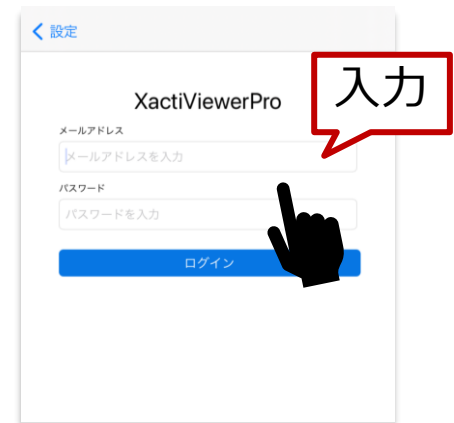 設定
入力
XactiViewerPro
メールアドレス
メールアドレスを入力
パスワード
パスワードを入力
ログイン